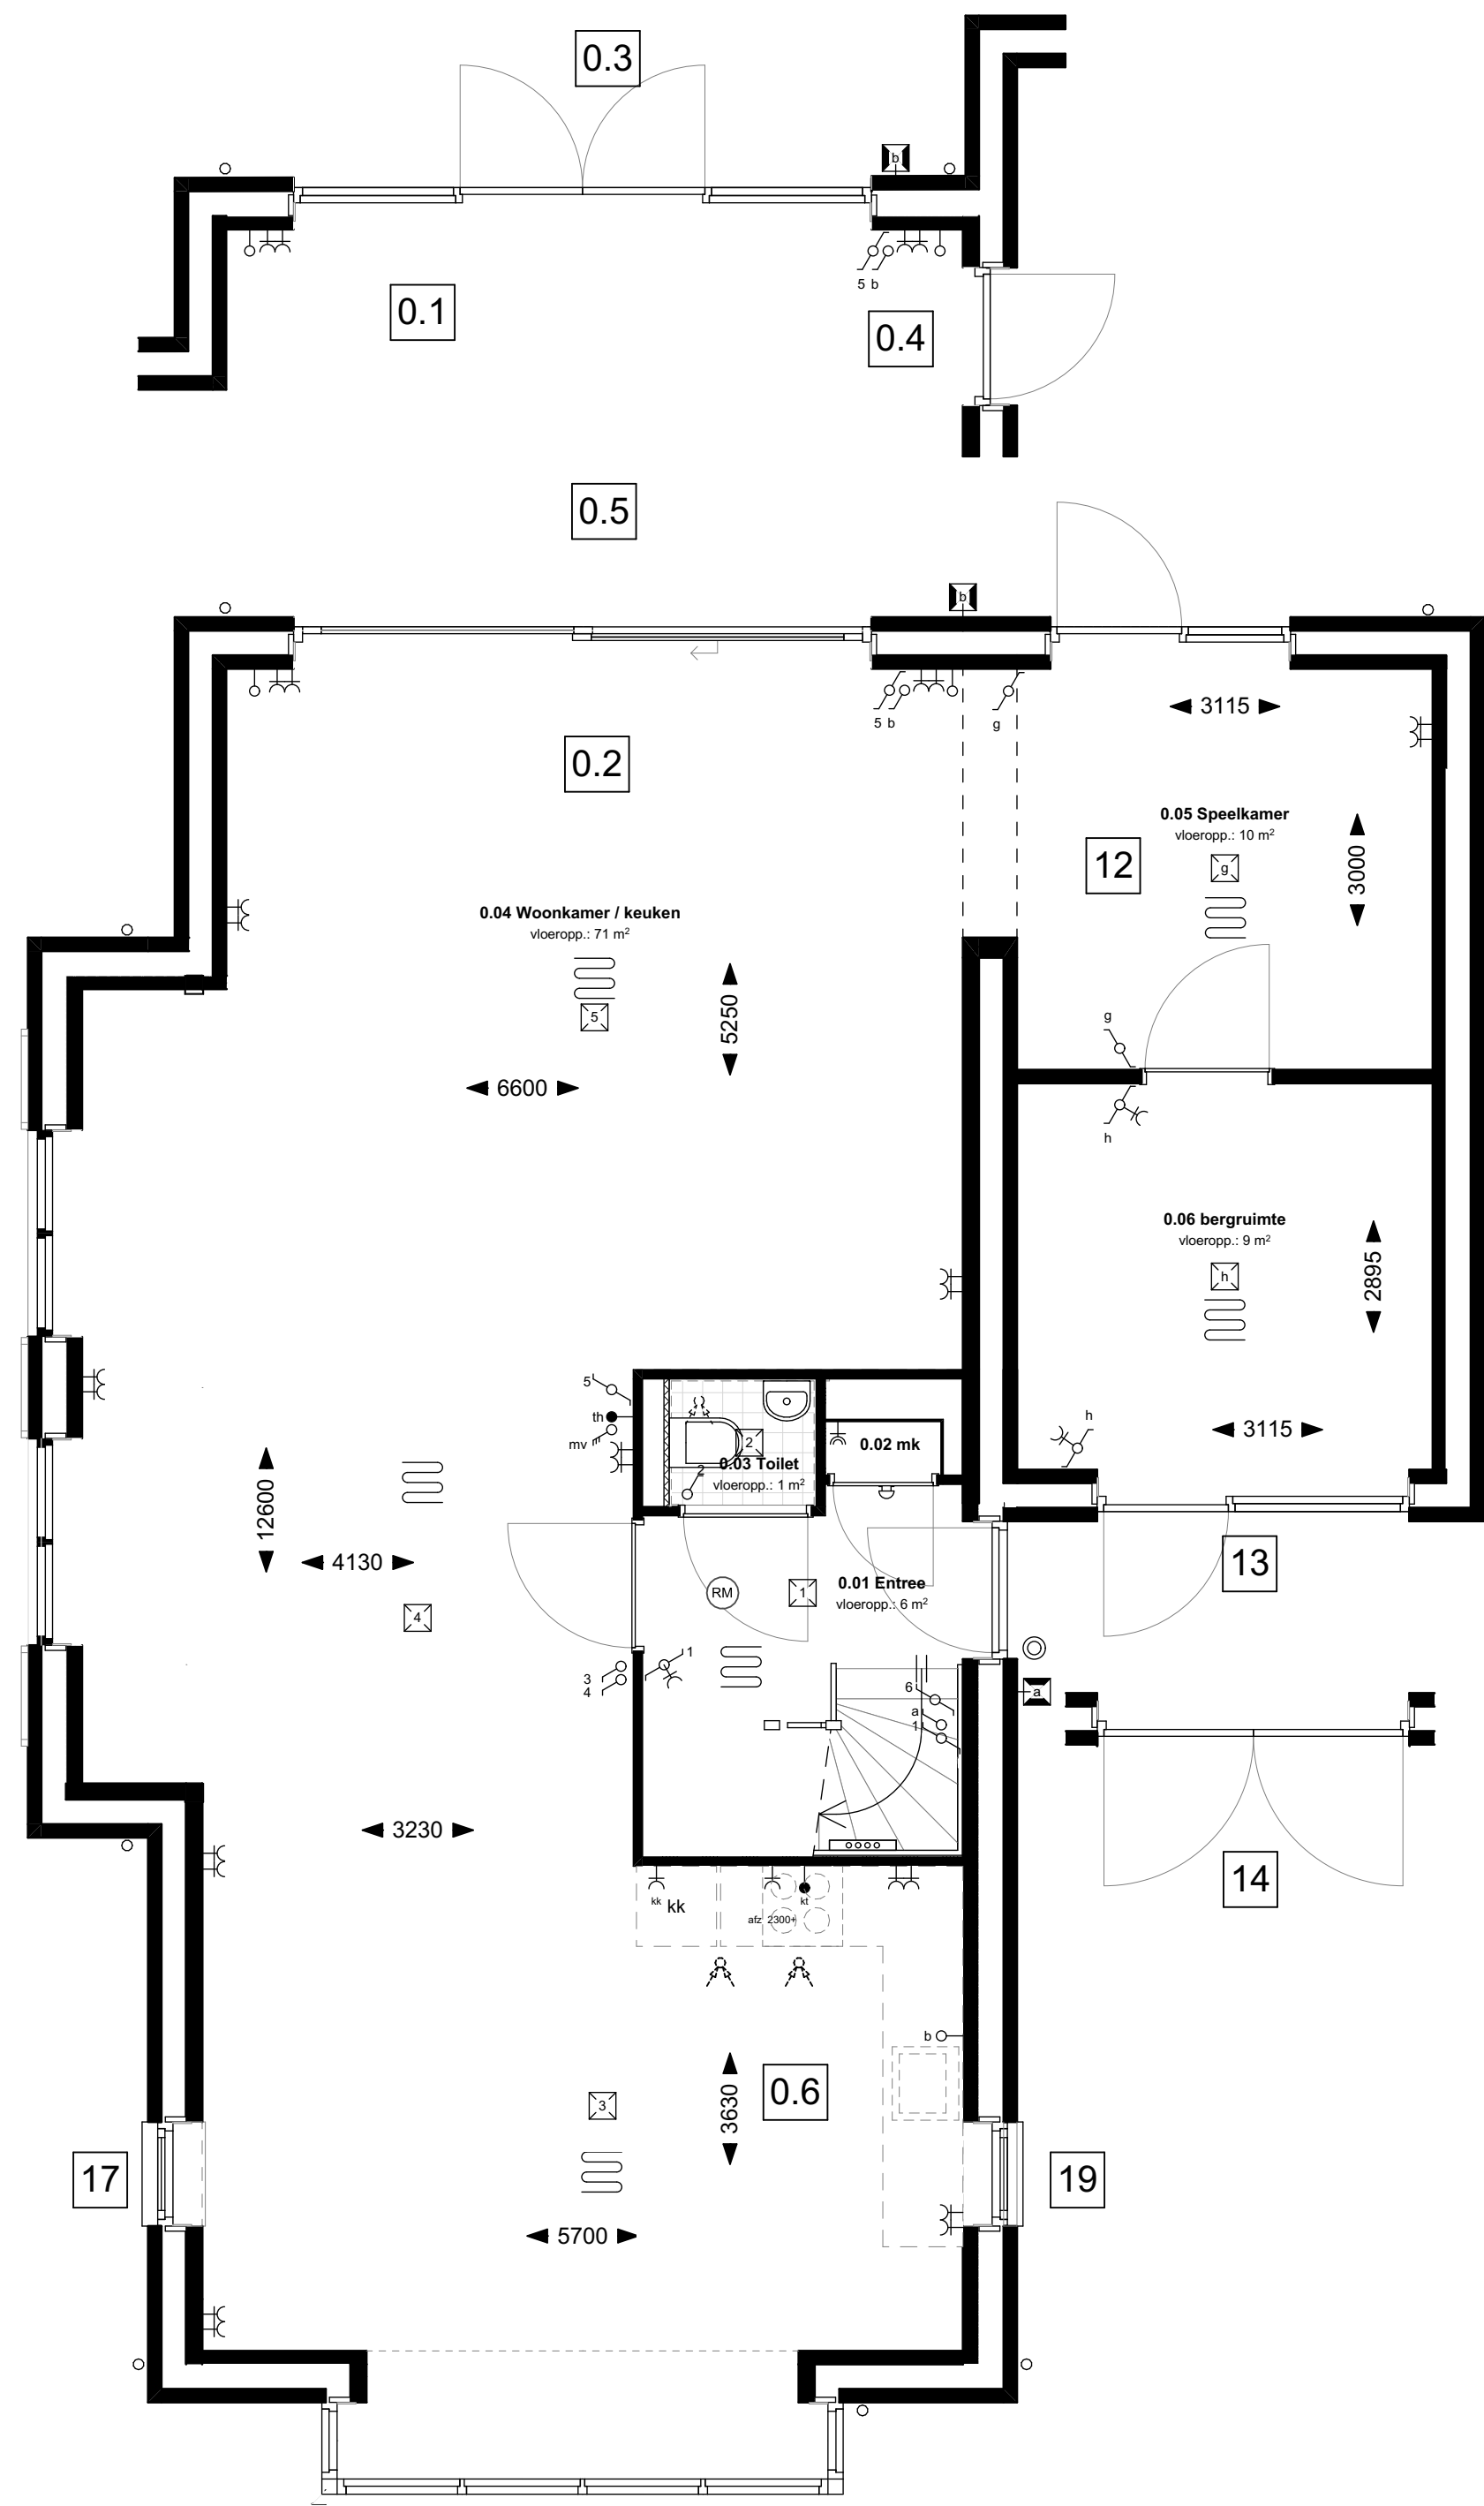 0.3
b
5 b
0.1
0.4
0.5
b
5 b
g
3115
0.2
0.05 Speelkamer
vloeropp.: 10 m²
12
g
3000
0.04 Woonkamer / keuken
vloeropp.: 71 m²
5
5250
g
6600
h
0.06 bergruimte
vloeropp.: 9 m²
h
2895
5
th
mv
2
0.02 mk
h
3115
2
0.03 Toilet
vloeropp.: 1 m²
12600
4130
13
RM
1
0.01 Entree
vloeropp.: 6 m²
4
1
3
4
6
a
1
a
3230
14
kk
kk
kt
afz 2300+
b
3
3630
0.6
17
19
5700